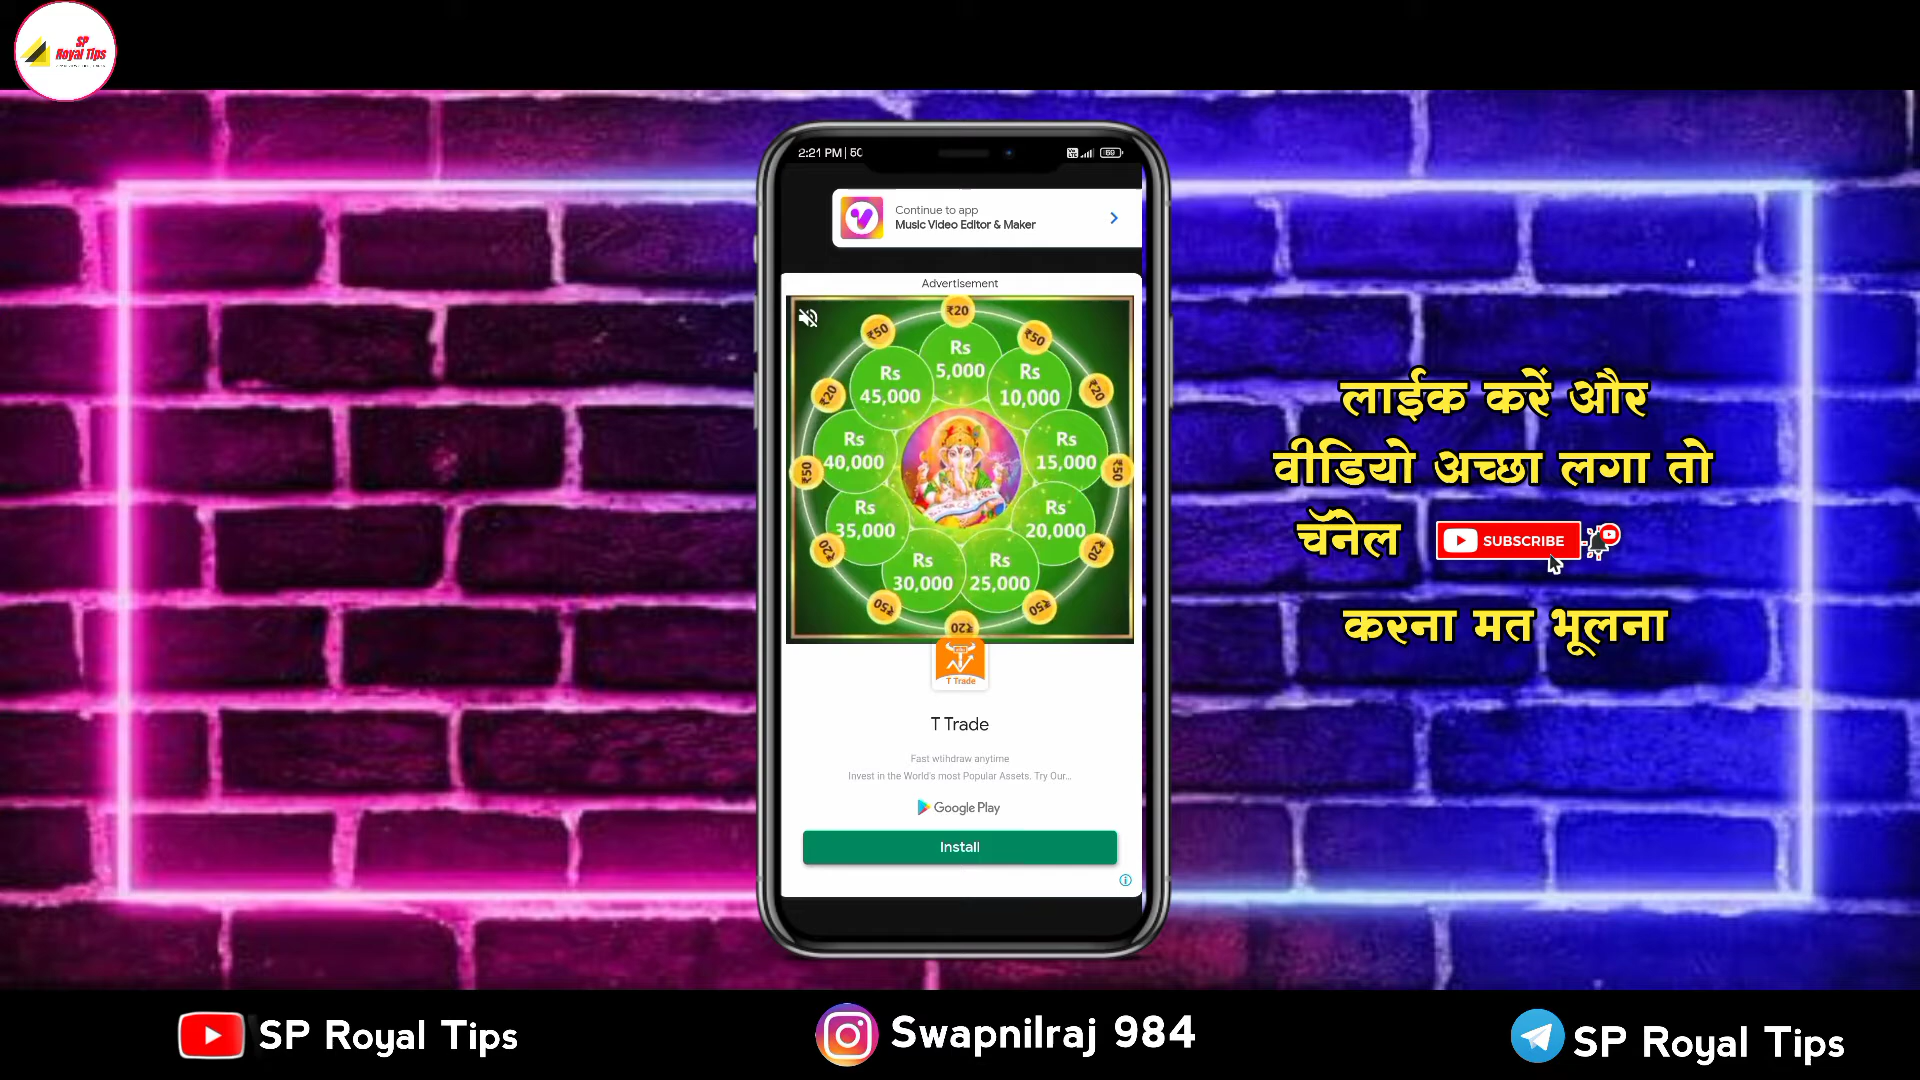 SP
Royal Tips
2:21 PM
69
Continue to app
Music Video Editor & Maker
Advertisement
₹20
₹50
₹50
Rs
5,000
Rs
45,000
Rs
10,000
₹20
₹20
Rs
40,000
Rs
15,000
₹50
₹50
Rs
35,000
Rs
20,000
₹20
₹20
Rs
30,000
Rs
25,000
₹50
₹50
₹20
T Trade
T Trade
Fast wtihdraw anytime
Invest in the World's most Popular Assets. Try Our...
Google Play
Install
लाईक करें और
वीडियो अच्छा लगा तो
चॅनेल SUBSCRIBE
करना मत भूलना
SP Royal Tips
Swapnilraj 984
SP Royal Tips